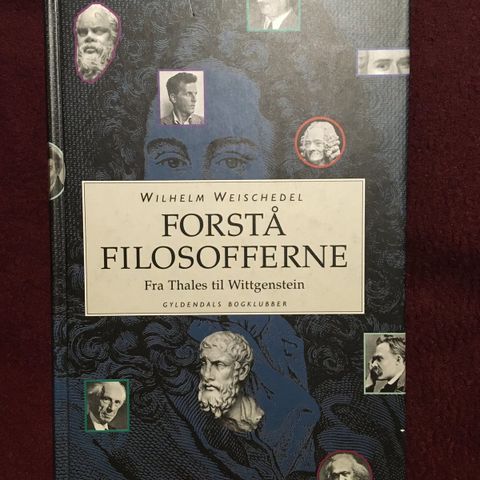 WILHELM WEISCHEDEL
FORSTÅ
FILOSOFFERNE
Fra Thales til Wittgenstein
GYLDENDALS BOGKLUBBER